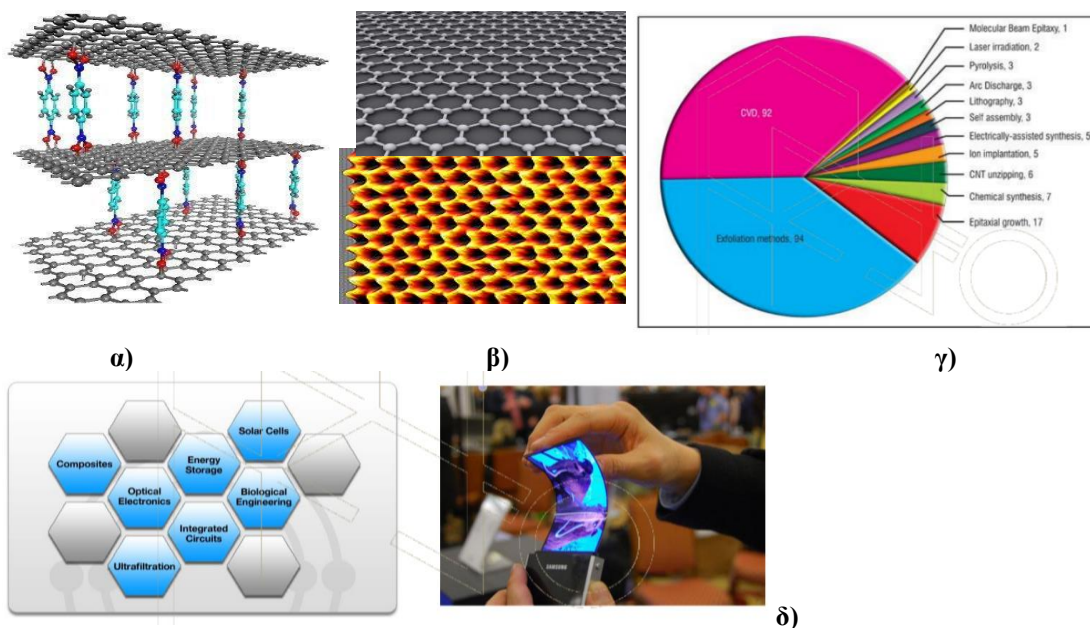 Molecular Beam Epitaxy, 1
Laser irradiation, 2
Pyrolysis, 3
Arc Discharge, 3
Lithography, 3
Self assembly, 3
Electrically-assisted synthesis, 5
Ion implantation, 5
CNT unzipping, 6
Chemical synthesis, 7
Epitaxial growth, 17
CVD, 92
Exfoliation methods, 94
α)
β)
γ)
Solar Cells
Composites
Energy
Storage
Optical
Electronics
Biological
Engineering
Integrated
Circuits
Ultrafiltration
SAMSUNG
δ)